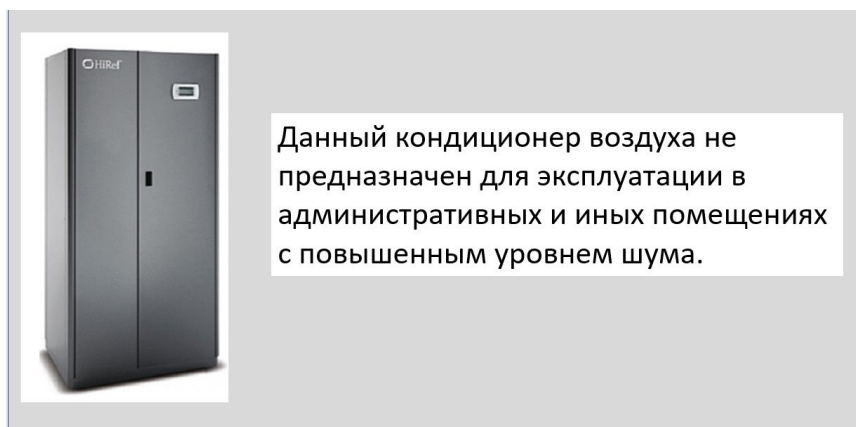 HiRef
Данный кондиционер воздуха не
предназначен для эксплуатации в
административных и иных помещениях
с повышенным уровнем шума.